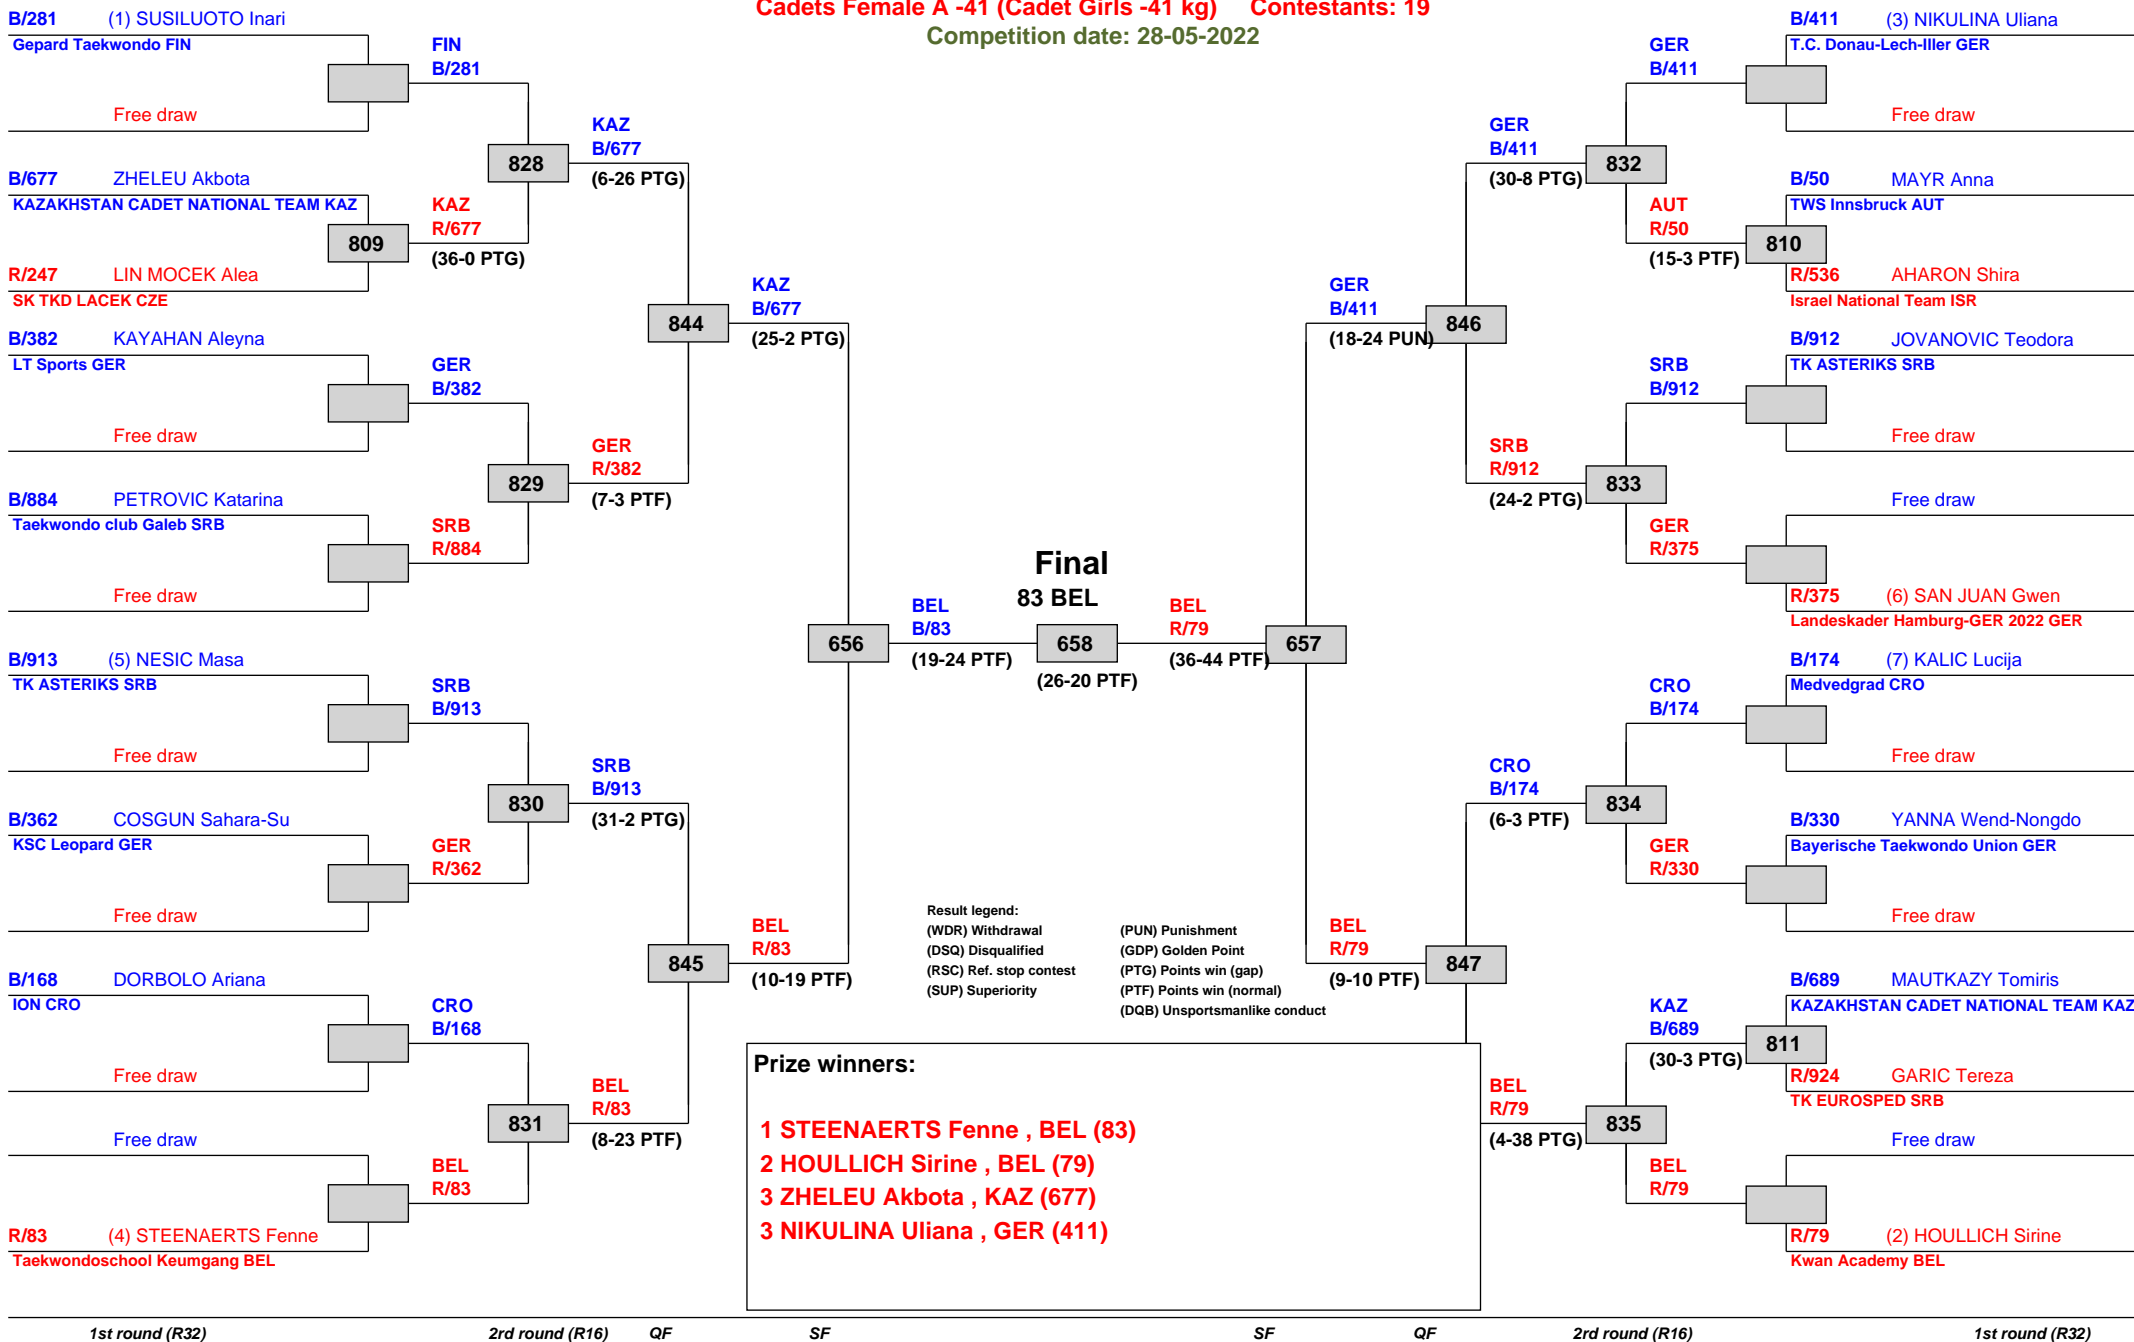 Cadets Female A -41 (Cadet Girls -41 kg) Contestants: 19
Competition date: 28-05-2022
B/281 (1) SUSILUOTO Inari
Gepard Taekwondo FIN
Free draw
B/677 ZHELEU Akbota
KAZAKHSTAN CADET NATIONAL TEAM KAZ
809
R/247 LIN MOCEK Alea
SK TKD LACEK CZE
B/382 KAYAHAN Aleyna
LT Sports GER
Free draw
B/884 PETROVIC Katarina
Taekwondo club Galeb SRB
Free draw
B/913 (5) NESIC Masa
TK ASTERIKS SRB
Free draw
B/362 COSGUN Sahara-Su
KSC Leopard GER
Free draw
B/168 DORBOLO Ariana
ION CRO
Free draw
Free draw
R/83 (4) STEENAERTS Fenne
Taekwondoschool Keumgang BEL
FIN
B/281
828
KAZ
R/677
(36-0 PTG)
GER
B/382
829
SRB
R/884
SRB
B/913
830
GER
R/362
CRO
B/168
831
BEL
R/83
KAZ
B/677
(6-26 PTG)
844
GER
R/382
(7-3 PTF)
SRB
B/913
(31-2 PTG)
845
BEL
R/83
(8-23 PTF)
KAZ
B/677
(25-2 PTG)
656
BEL
R/83
(10-19 PTF)
Final
83 BEL
BEL
B/83
(19-24 PTF)
658
(26-20 PTF)
BEL
R/79
(36-44 PTF)
657
GER
B/411
(18-24 PUN)
846
BEL
R/79
(9-10 PTF)
847
GER
B/411
(30-8 PTG)
832
SRB
R/912
(24-2 PTG)
833
CRO
B/174
(6-3 PTF)
834
BEL
R/79
(4-38 PTG)
835
GER
B/411
AUT
R/50
(15-3 PTF)
810
SRB
B/912
GER
R/375
CRO
B/174
GER
R/330
KAZ
B/689
(30-3 PTG)
811
BEL
R/79
B/411 (3) NIKULINA Uliana
T.C. Donau-Lech-Iller GER
Free draw
B/50 MAYR Anna
TWS Innsbruck AUT
R/536 AHARON Shira
Israel National Team ISR
B/912 JOVANOVIC Teodora
TK ASTERIKS SRB
Free draw
Free draw
R/375 (6) SAN JUAN Gwen
Landeskader Hamburg-GER 2022 GER
B/174 (7) KALIC Lucija
Medvedgrad CRO
Free draw
B/330 YANNA Wend-Nongdo
Bayerische Taekwondo Union GER
Free draw
B/689 MAUTKAZY Tomiris
KAZAKHSTAN CADET NATIONAL TEAM KAZ
R/924 GARIC Tereza
TK EUROSPED SRB
Free draw
R/79 (2) HOULLICH Sirine
Kwan Academy BEL
Result legend:
(WDR) Withdrawal
(DSQ) Disqualified
(RSC) Ref. stop contest
(SUP) Superiority
(PUN) Punishment
(GDP) Golden Point
(PTG) Points win (gap)
(PTF) Points win (normal)
(DQB) Unsportsmanlike conduct
Prize winners:
1 STEENAERTS Fenne , BEL (83)
2 HOULLICH Sirine , BEL (79)
3 ZHELEU Akbota , KAZ (677)
3 NIKULINA Uliana , GER (411)
1st round (R32) 2rd round (R16) QF SF SF QF 2rd round (R16) 1st round (R32)